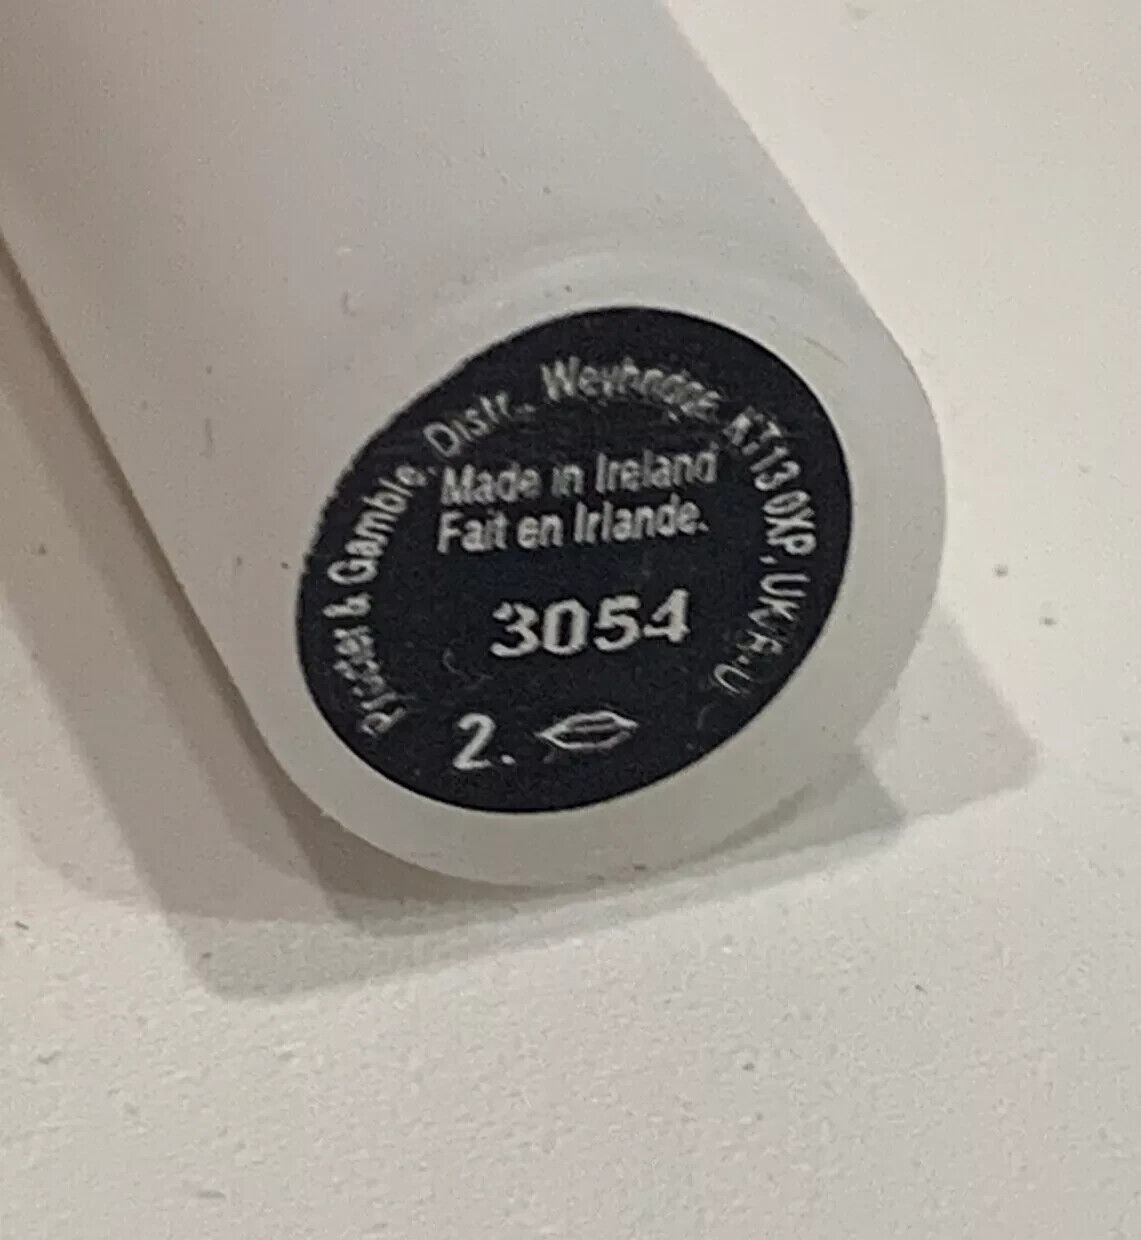 Procter & Gamble. Distr., Weybridge, KT13 0XP, UK/R.-U
Made in Ireland
Fait en Irlande.
3054
2.